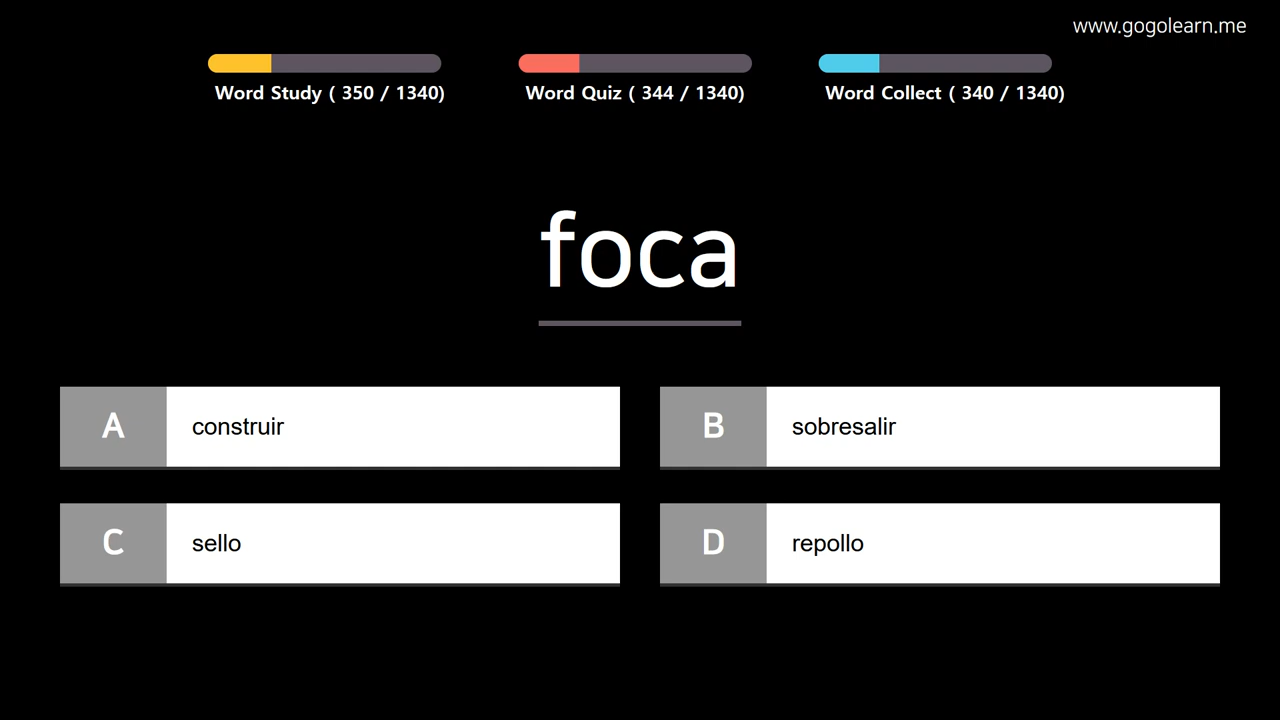 www.gogolearn.me
Word Study ( 350 / 1340)
Word Quiz ( 344 / 1340)
Word Collect ( 340 / 1340)
foca
A construir
B sobresalir
C sello
D repollo